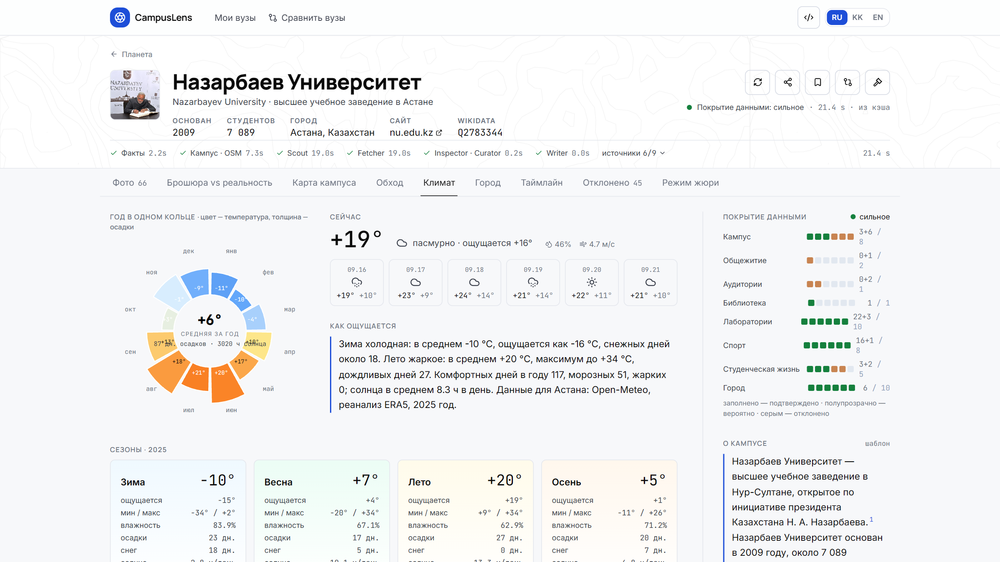 CampusLens
Мои вузы
Сравнить вузы
RU
KK
EN
Планета
NAZARBAYEV
UNIVERSITY
Назарбаев Университет
Nazarbayev University · высшее учебное заведение в Астане
Покрытие данными: сильное · 21.4 s · из кэша
ОСНОВАН
2009
СТУДЕНТОВ
7 089
ГОРОД
Астана, Казахстан
САЙТ
nu.edu.kz
WIKIDATA
Q2783344
Факты 2.2s
Кампус · OSM 7.3s
Scout 19.0s
Fetcher 19.0s
Inspector · Curator 0.2s
Writer 0.0s
источники 6/9
21.4 s
Фото 66
Брошюра vs реальность
Карта кампуса
Обход
Климат
Город
Таймлайн
Отклонено 45
Режим жюри
ГОД В ОДНОМ КОЛЬЦЕ · цвет — температура, толщина —
осадки
дек
янв
ноя
фев
-9°
-11°
-1°
-10°
окт
мар
+3°
-4°
+6°
СРЕДНЯЯ ЗА ГОД
87 дн. осадков · 3020 ч солнца
+13°
+10°
сен
апр
+18°
+17°
+21°
+20°
авг
май
июл
июн
СЕЙЧАС
+19°
пасмурно · ощущается +16°
46%
4.7 м/с
09.16
+19° +10°
09.17
+23° +9°
09.18
+24° +14°
09.19
+21° +14°
09.20
+22° +11°
09.21
+21° +10°
КАК ОЩУЩАЕТСЯ
Зима холодная: в среднем -10 °C, ощущается как -16 °C, снежных дней
около 18. Лето жаркое: в среднем +20 °C, максимум до +34 °C,
дождливых дней 27. Комфортных дней в году 117, морозных 51, жарких
0; солнца в среднем 8.3 ч в день. Данные для Астана: Open-Meteo,
реанализ ERA5, 2025 год.
СЕЗОНЫ · 2025
Зима -10°
ощущается -15°
мин / макс -34° / +2°
влажность 83.9%
осадки 23 дн.
снег 18 дн.
Весна +7°
ощущается +4°
мин / макс -20° / +34°
влажность 67.1%
осадки 17 дн.
снег 5 дн.
Лето +20°
ощущается +19°
мин / макс +9° / +34°
влажность 62.9%
осадки 27 дн.
снег 0 дн.
Осень +5°
ощущается +1°
мин / макс -11° / +26°
влажность 71.2%
осадки 20 дн.
снег 7 дн.
ПОКРЫТИЕ ДАННЫМИ
сильное
Кампус 3+6 /
8
Общежитие 0+1 /
2
Аудитории 0+2 /
1
Библиотека 1 / 1
Лаборатории 22+3 /
10
Спорт 16+1 /
8
Студенческая жизнь 3+2 /
5
Город 6 / 10
заполнено — подтверждено · полупрозрачно —
вероятно · серым — отклонено
О КАМПУСЕ
шаблон
Назарбаев Университет —
высшее учебное заведение в
Нур-Султане, открытое по
инициативе президента
Казахстана Н. А. Назарбаева. 1
Назарбаев Университет основан
в 2009 году, около 7 089